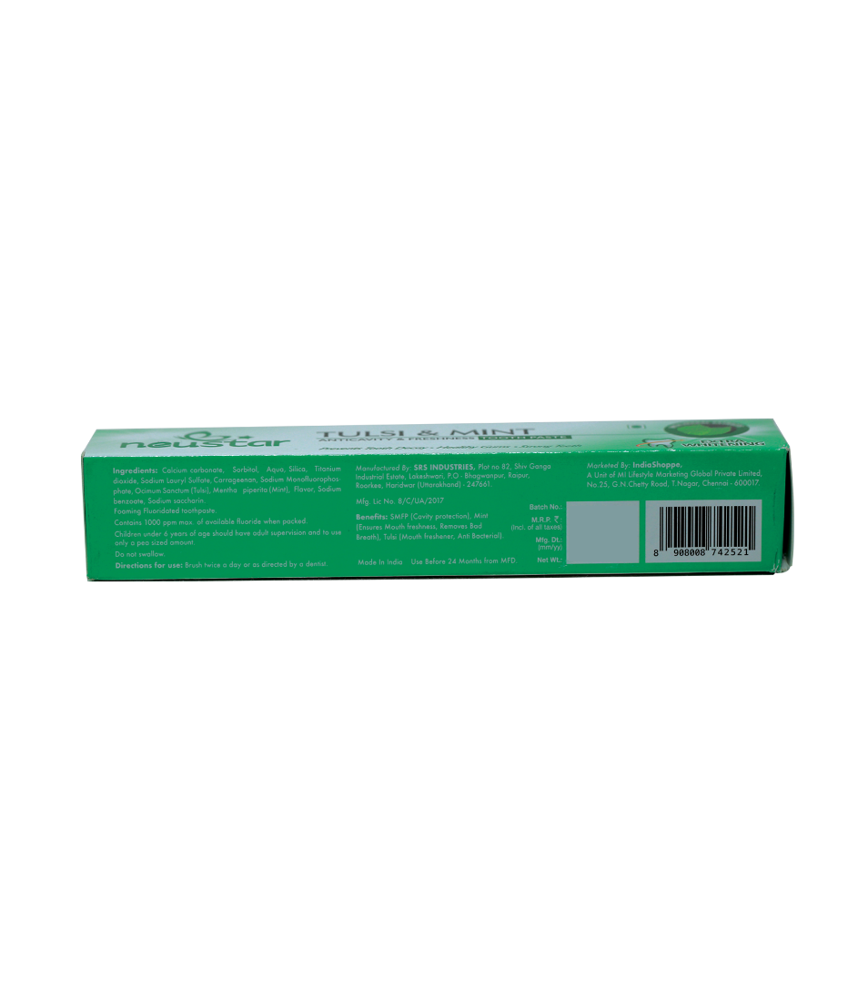 neustar
TULSI & MINT
ANTICAVITY & FRESHNESS TOOTH PASTE
EXTRA
WHITENING
Ingredients: Calcium carbonate, Sorbitol, Aqua, Silica, Titanium
dioxide, Sodium Lauryl Sulfate, Carrageenan, Sodium Monofluorophos-
phate, Ocimum Sanctum (Tulsi), Mentha piperita (Mint), Flavor, Sodium
benzoate, Sodium saccharin.
Foaming Fluoridated toothpaste.
Contains 1000 ppm max. of available fluoride when packed.
Children under 6 years of age should have adult supervision and to use
only a pea sized amount.
Do not swallow.
Directions for use: Brush twice a day or as directed by a dentist.
Manufactured By: SRS INDUSTRIES, Plat no 82, Shiv Ganga
Industrial Estate, Lakeshwari, P.O - Bhagwanpur, Raipur,
Roorkee, Haridwar (Uttarakhand) - 247661.
Mfg. Lic No. 8/C/UA/2017
Benefits: SMFP (Cavity protection), Mint
(Ensures Mouth freshness, Removes Bad
Breath), Tulsi (Mouth freshener, Anti Bacterial).
Made In India Use Before 24 Months from MFD.
Marketed By: IndiaShoppe.
A Unit of MI Lifestyle Marketing Global Private Limited,
No.25, G.N.Chetty Road, T.Nagar, Chennai - 600017.
Batch No.:
M.R.P. ₹ :
(incl. of all taxes)
Mfg. Dt.:
(mm/yy)
Net Wt.:
8 908008 742521